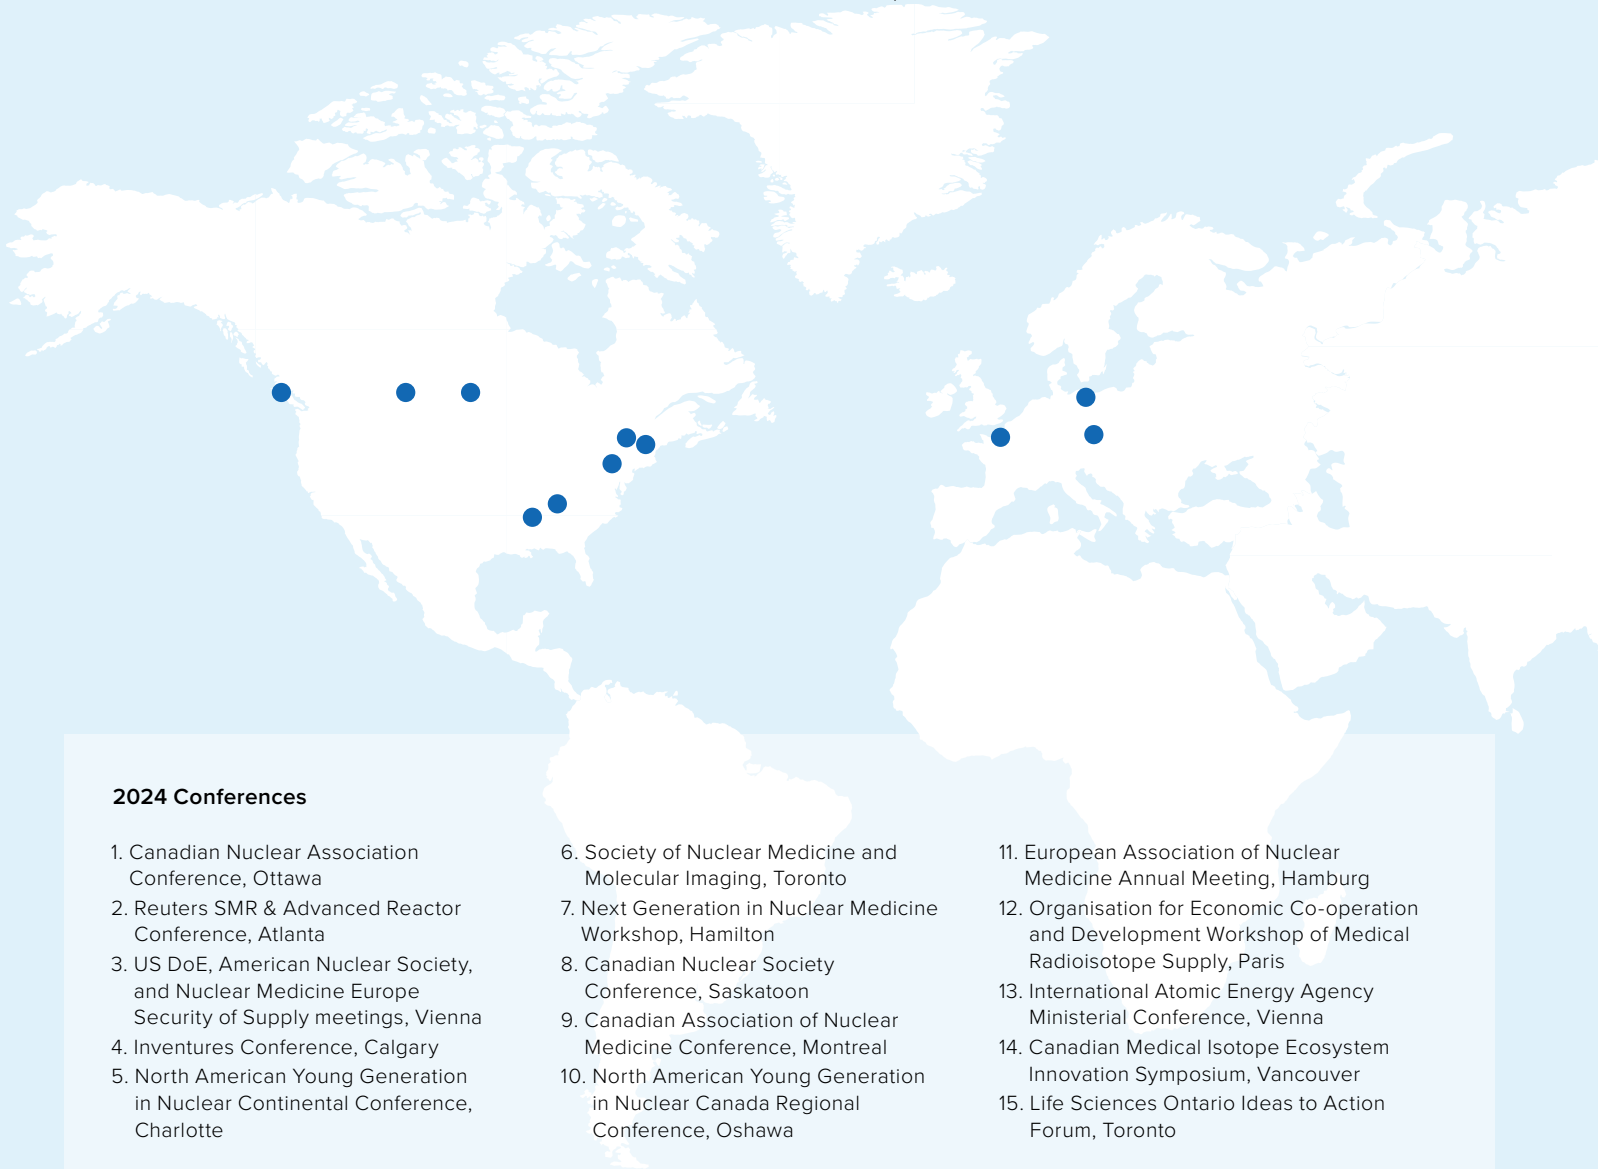 2024 Conferences
1. Canadian Nuclear Association
Conference, Ottawa
2. Reuters SMR & Advanced Reactor
Conference, Atlanta
3. US DoE, American Nuclear Society,
and Nuclear Medicine Europe
Security of Supply meetings, Vienna
4. Inventures Conference, Calgary
5. North American Young Generation
in Nuclear Continental Conference,
Charlotte
6. Society of Nuclear Medicine and
Molecular Imaging, Toronto
7. Next Generation in Nuclear Medicine
Workshop, Hamilton
8. Canadian Nuclear Society
Conference, Saskatoon
9. Canadian Association of Nuclear
Medicine Conference, Montreal
10. North American Young Generation
in Nuclear Canada Regional
Conference, Oshawa
11. European Association of Nuclear
Medicine Annual Meeting, Hamburg
12. Organisation for Economic Co-operation
and Development Workshop of Medical
Radioisotope Supply, Paris
13. International Atomic Energy Agency
Ministerial Conference, Vienna
14. Canadian Medical Isotope Ecosystem
Innovation Symposium, Vancouver
15. Life Sciences Ontario Ideas to Action
Forum, Toronto